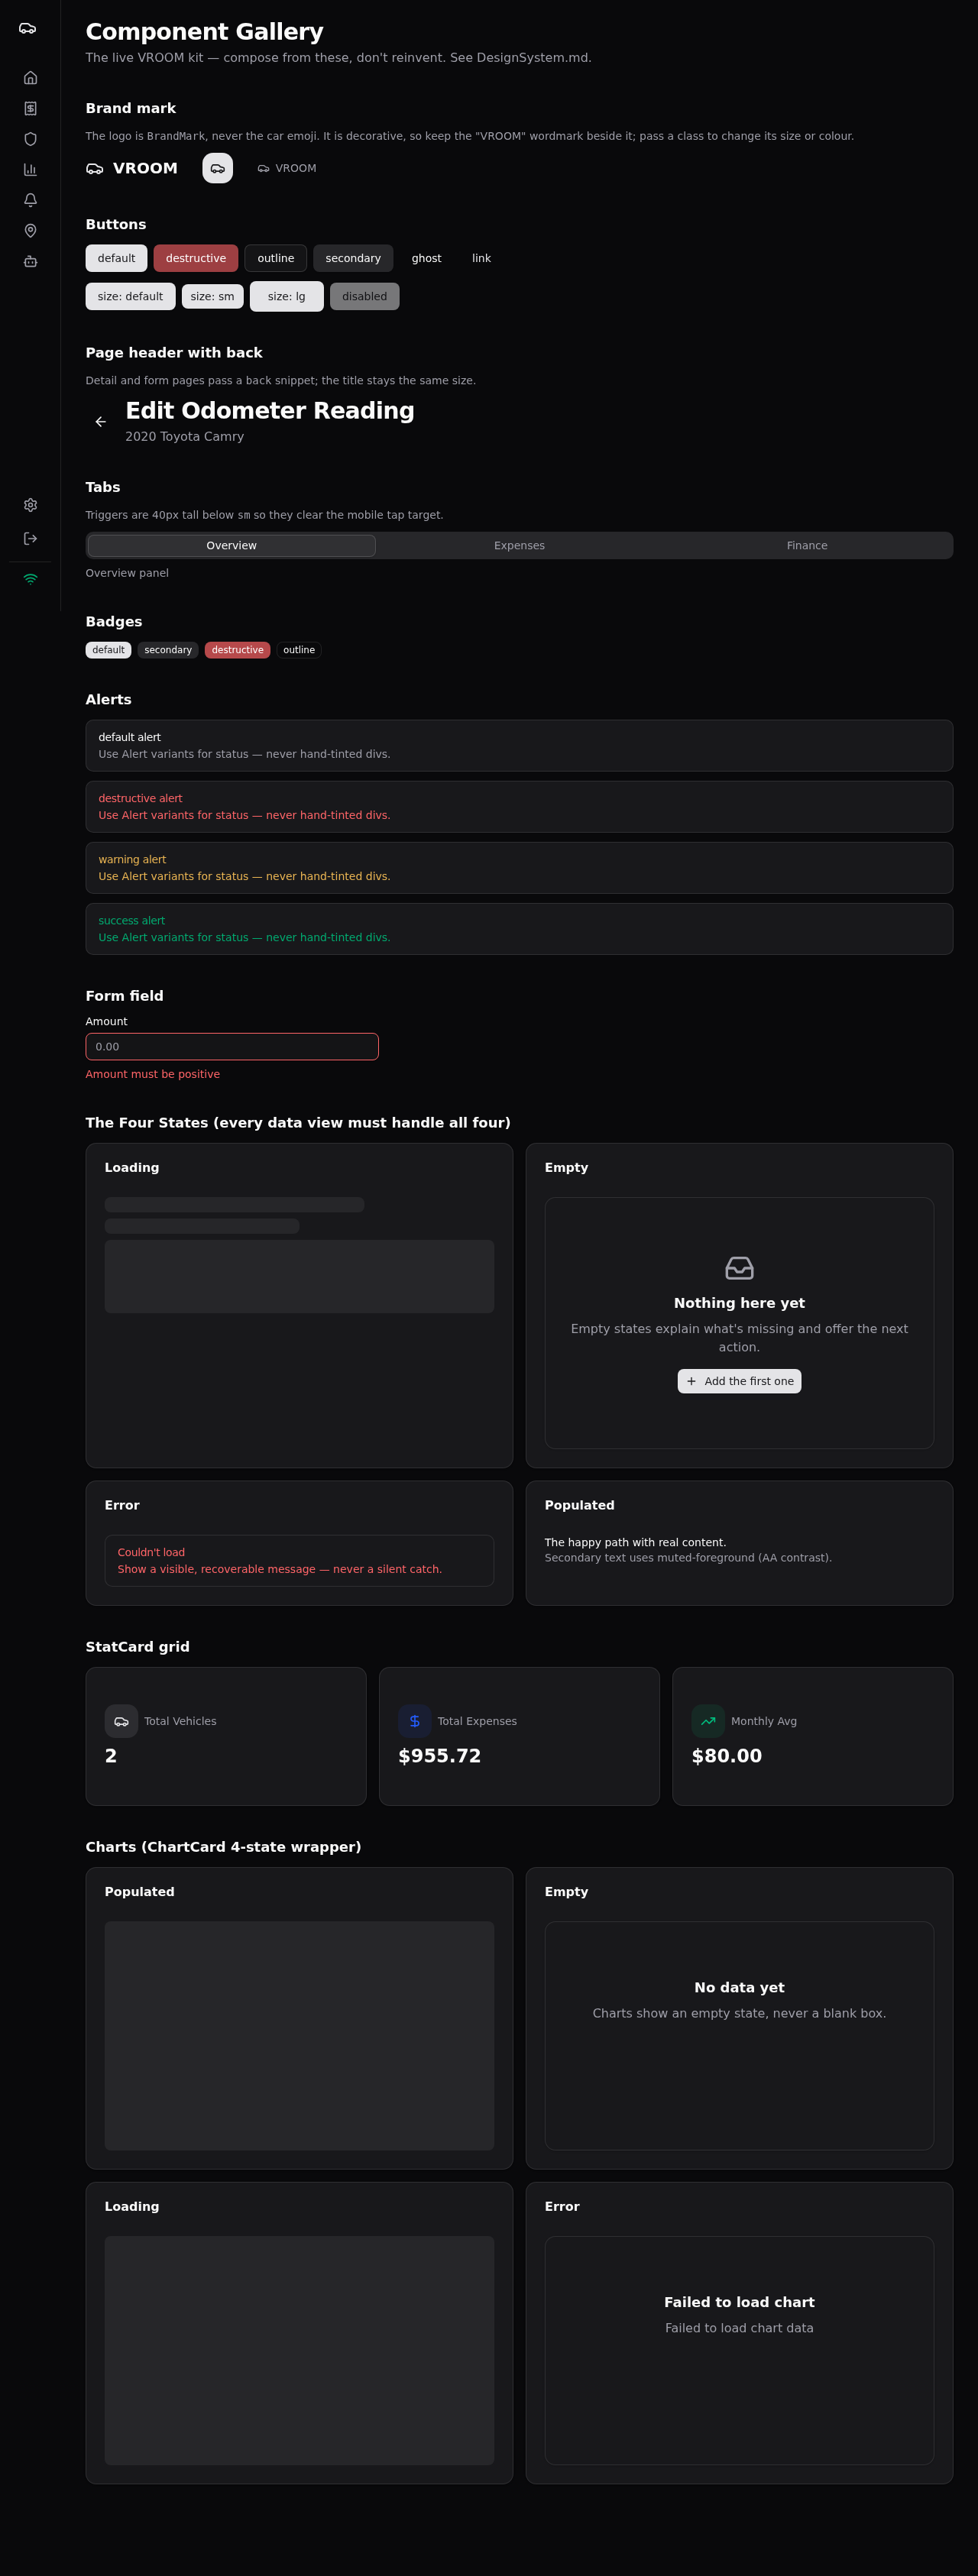 Component Gallery
The live VROOM kit — compose from these, don't reinvent. See DesignSystem.md.
Brand mark
The logo is BrandMark, never the car emoji. It is decorative, so keep the "VROOM" wordmark beside it; pass a class to change its size or colour.
VROOM VROOM
Buttons
default destructive outline secondary ghost link
size: default size: sm size: lg disabled
Page header with back
Detail and form pages pass a back snippet; the title stays the same size.
Edit Odometer Reading
2020 Toyota Camry
Tabs
Triggers are 40px tall below sm so they clear the mobile tap target.
Overview Expenses Finance
Overview panel
Badges
default secondary destructive outline
Alerts
default alert
Use Alert variants for status — never hand-tinted divs.
destructive alert
Use Alert variants for status — never hand-tinted divs.
warning alert
Use Alert variants for status — never hand-tinted divs.
success alert
Use Alert variants for status — never hand-tinted divs.
Form field
Amount
0.00
Amount must be positive
The Four States (every data view must handle all four)
Loading
Empty
Nothing here yet
Empty states explain what's missing and offer the next
action.
Add the first one
Error
Couldn't load
Show a visible, recoverable message — never a silent catch.
Populated
The happy path with real content.
Secondary text uses muted-foreground (AA contrast).
StatCard grid
Total Vehicles
2
Total Expenses
$955.72
Monthly Avg
$80.00
Charts (ChartCard 4-state wrapper)
Populated
Empty
No data yet
Charts show an empty state, never a blank box.
Loading
Error
Failed to load chart
Failed to load chart data